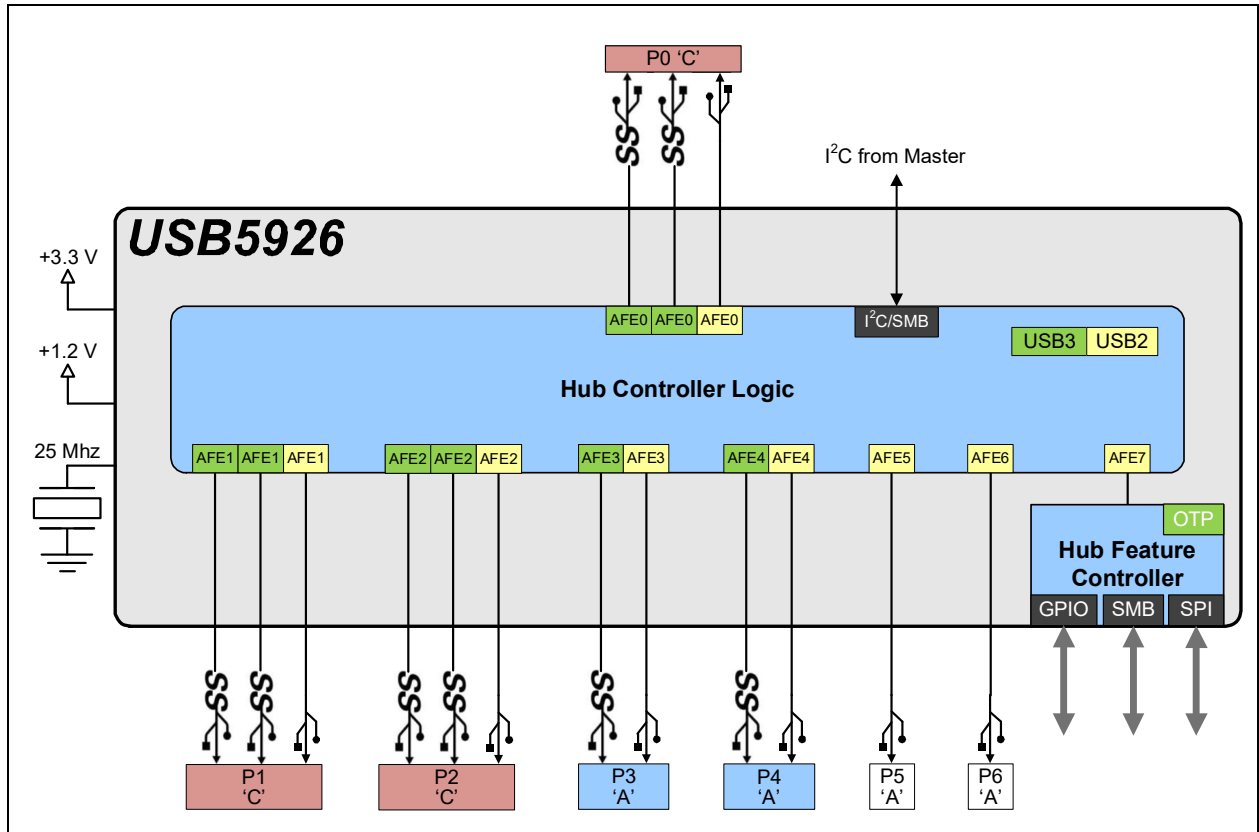 P0 ‘C’
SS SS
I²C from Master
USB5926
+3.3 V
AFE0 AFE0 AFE0
I²C/SMB
USB3 USB2
+1.2 V
Hub Controller Logic
25 Mhz
AFE1 AFE1 AFE1
AFE2 AFE2 AFE2
AFE3 AFE3
AFE4 AFE4
AFE5
AFE6
AFE7
OTP
Hub Feature
Controller
GPIO SMB SPI
SS SS SS SS SS SS
P1
‘C’
P2
‘C’
P3
‘A’
P4
‘A’
P5
‘A’
P6
‘A’